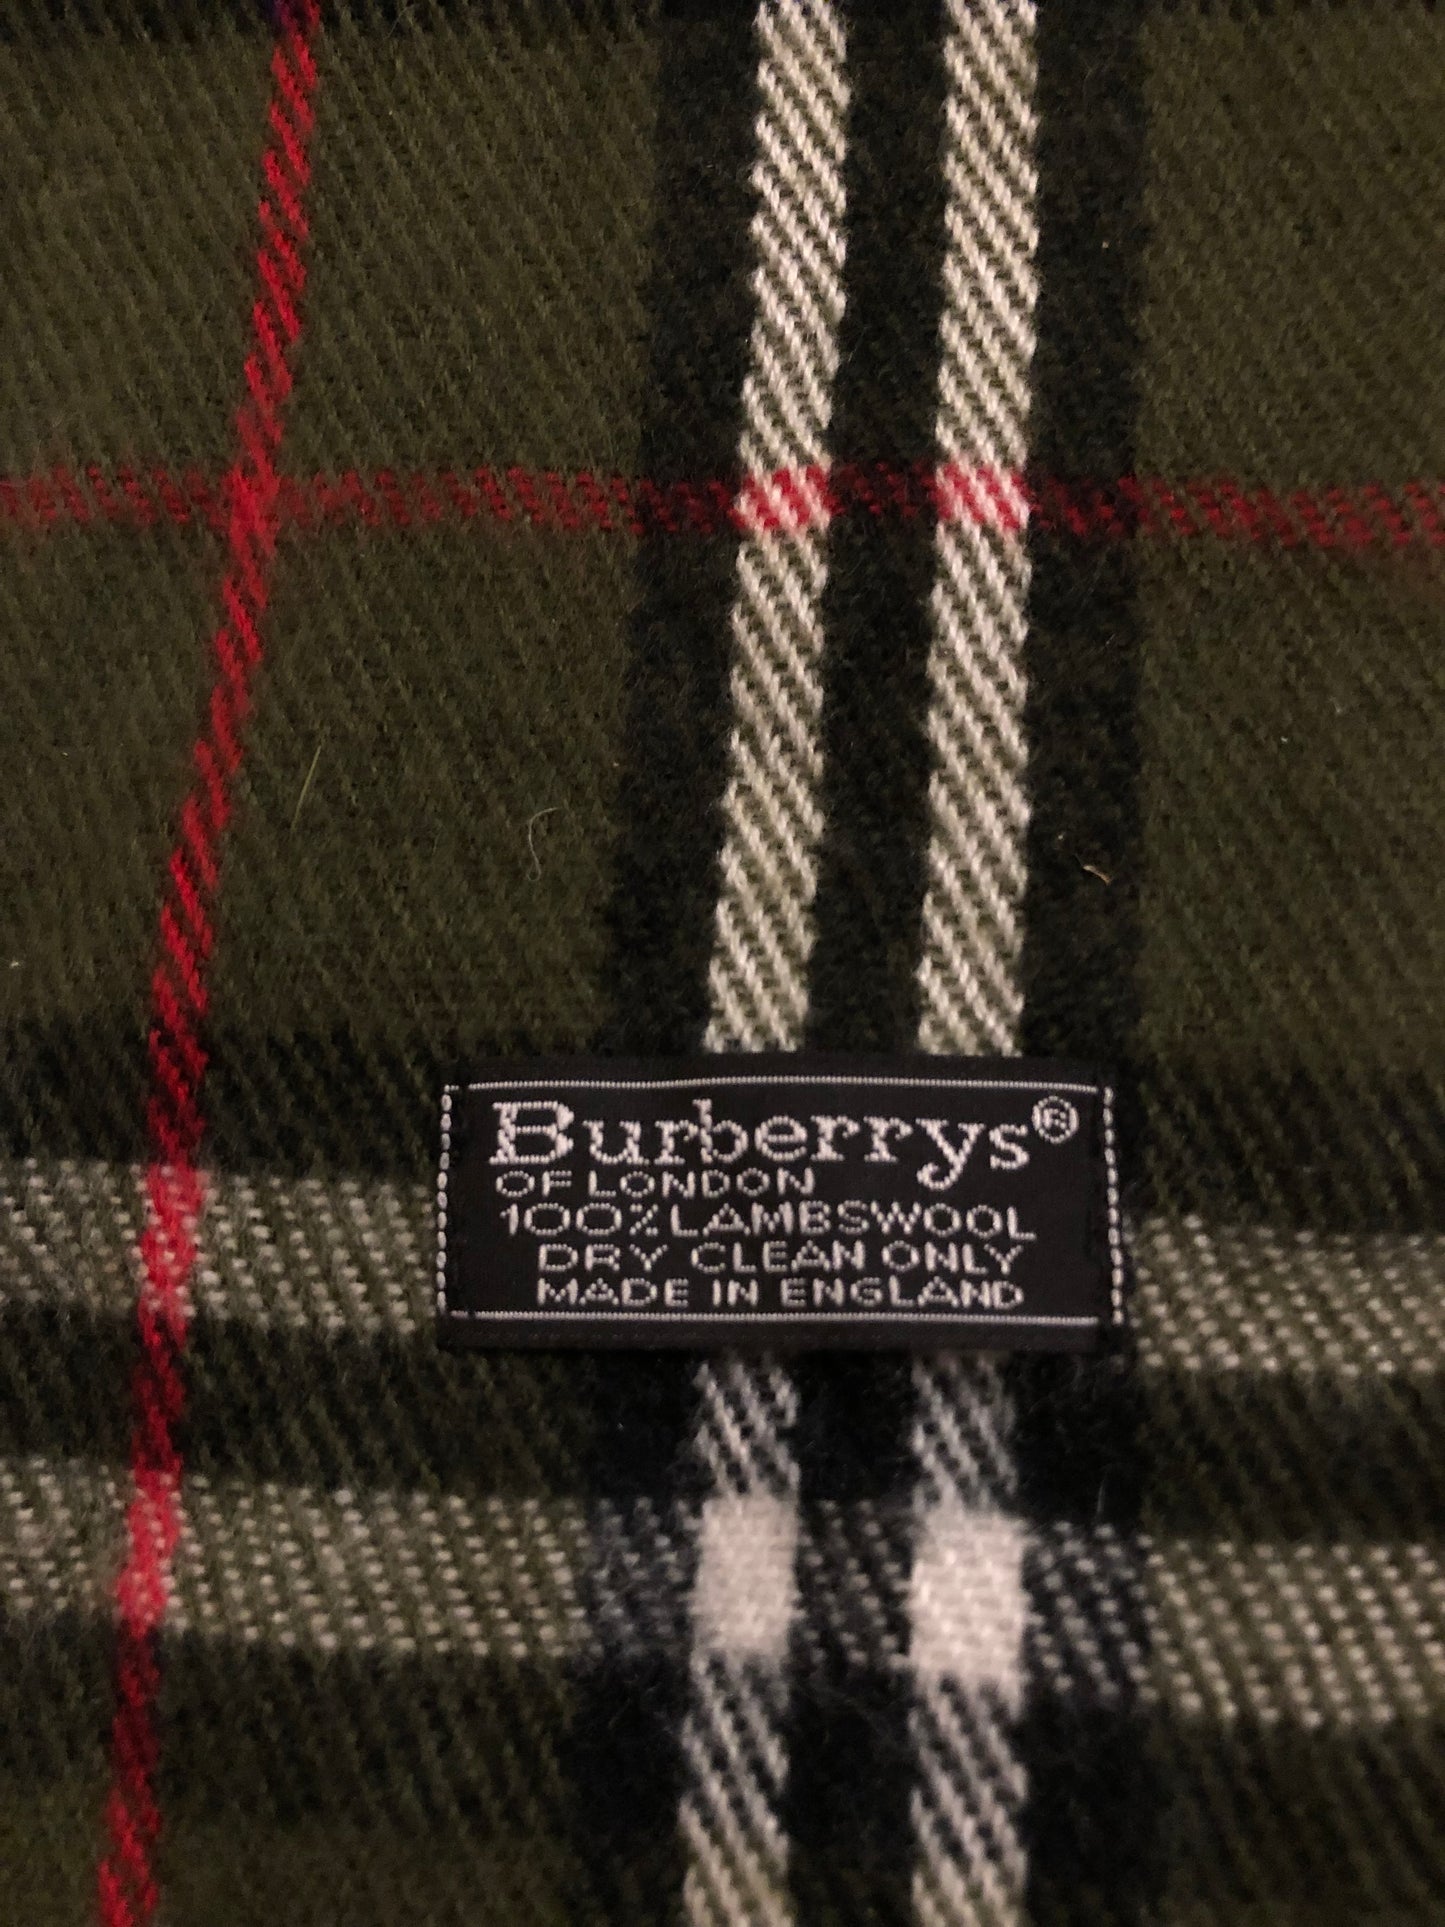 Burberrys®
OF LONDON
100% LAMBSWOOL
DRY CLEAN ONLY
MADE IN ENGLAND